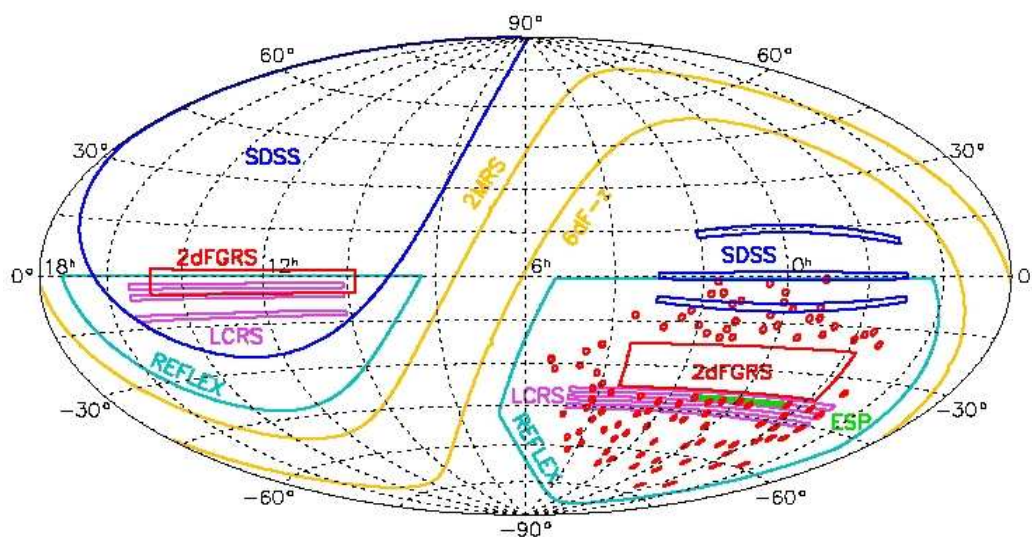 90°
60°
60°
30°
SDSS
2MRS
6dF-z
30°
2dFGRS
SDSS
0°
18ʰ
12ʰ
6ʰ
0ʰ
0°
LCRS
REFLEX
2dFGRS
LCRS
ESP
-30°
REFLEX
-30°
-60°
-60°
-90°